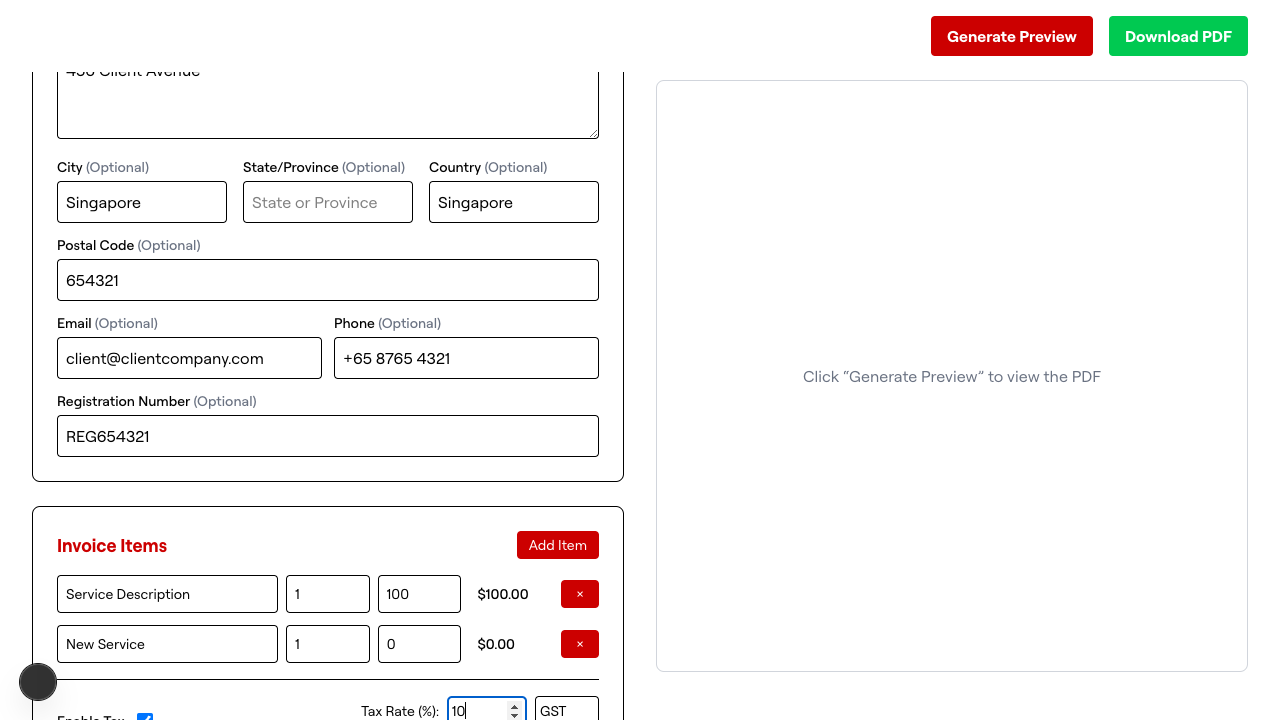 Generate Preview Download PDF
456 Client Avenue
City (Optional) State/Province (Optional) Country (Optional)
Singapore State or Province Singapore
Postal Code (Optional)
654321
Email (Optional) Phone (Optional)
client@clientcompany.com +65 8765 4321
Registration Number (Optional)
REG654321
Click “Generate Preview” to view the PDF
Invoice Items Add Item
Service Description 1 100 $100.00 ×
New Service 1 0 $0.00 ×
Enable Tax Tax Rate (%): 10 GST